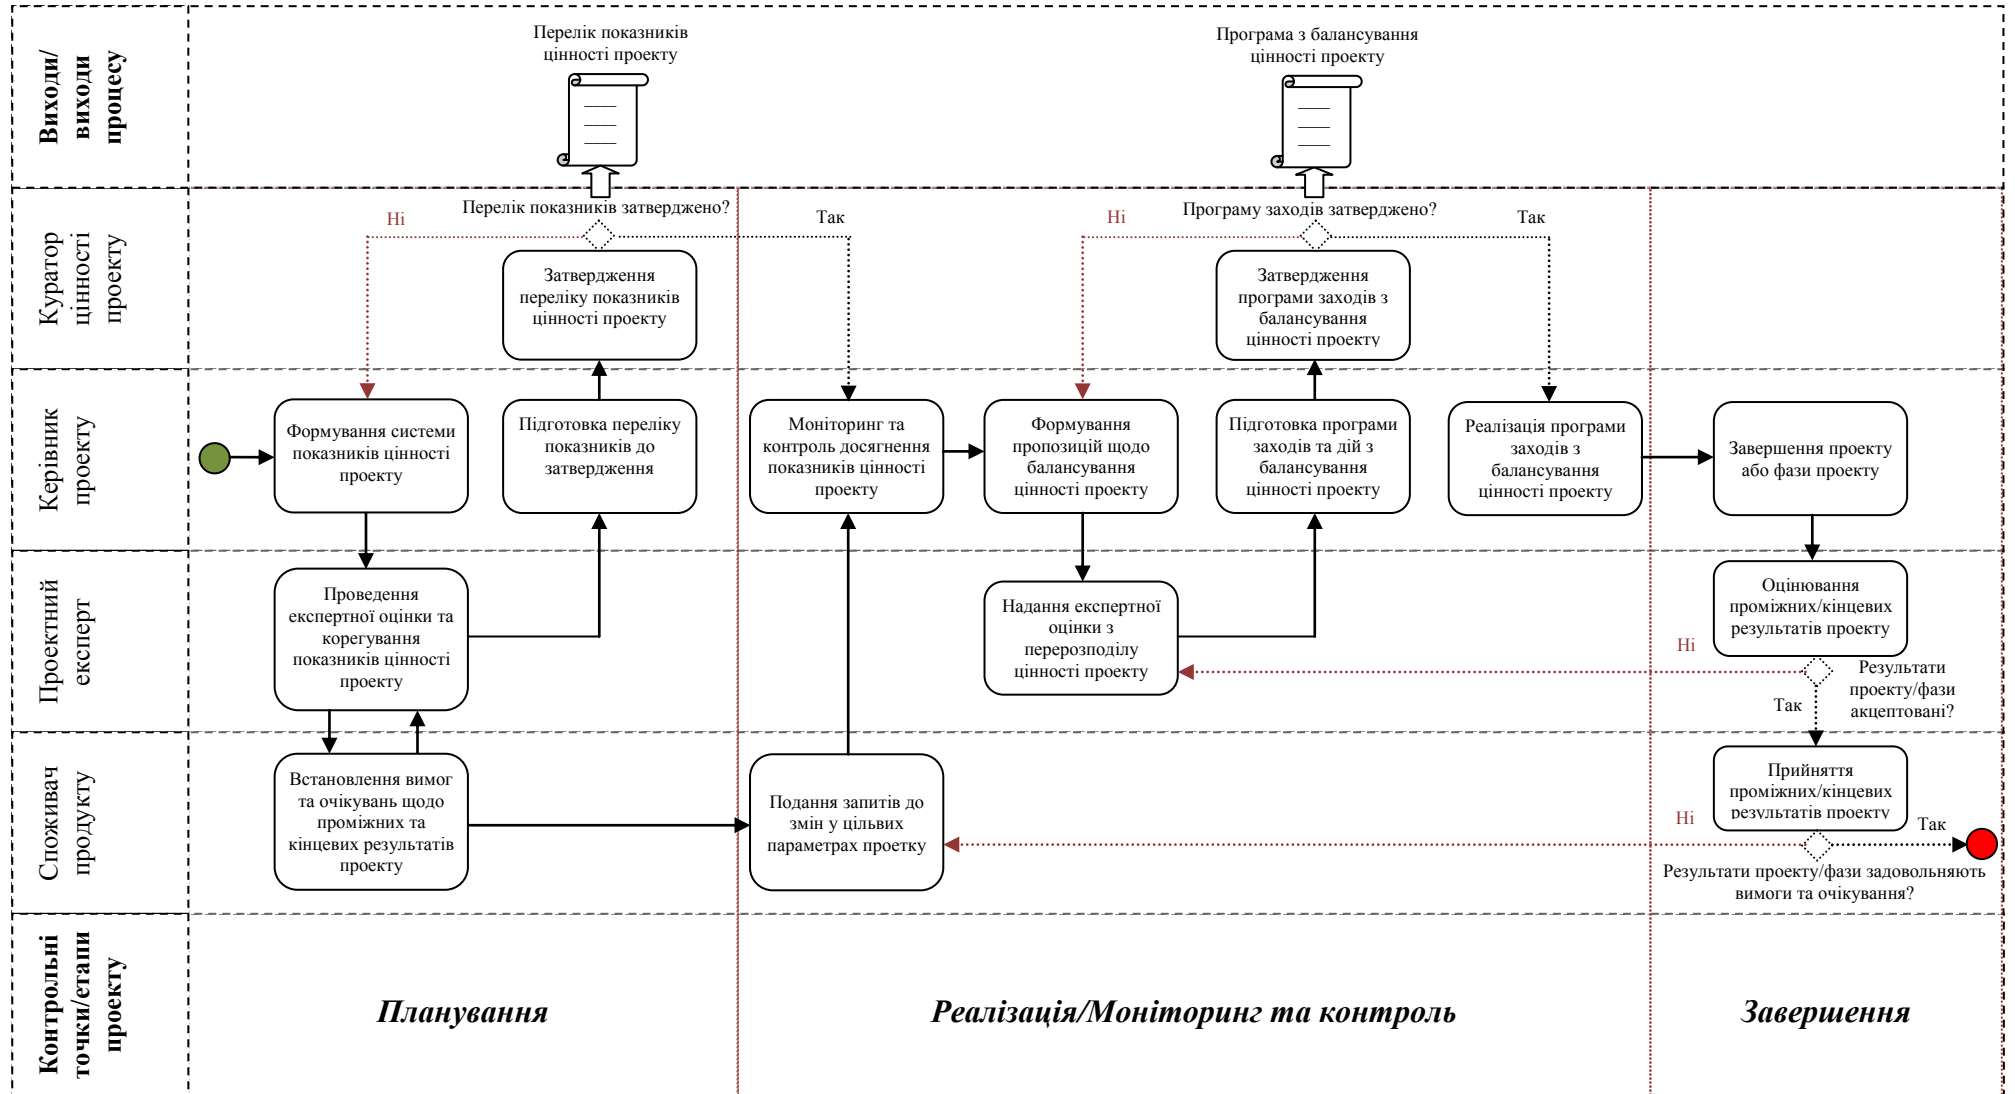 Виходи/
виходи
процесу
Перелік показників
цінності проекту
Програма з балансування
цінності проекту
Куратор
цінності
проекту
Ні
Перелік показників затверджено?
Так
Ні
Програму заходів затверджено?
Так
Затвердження
переліку показників
цінності проекту
Затвердження
програми заходів з
балансування
цінності проекту
Керівник
проекту
Формування системи
показників цінності
проекту
Підготовка переліку
показників до
затвердження
Моніторинг та
контроль досягнення
показників цінності
проекту
Формування
пропозицій щодо
балансування
цінності проекту
Підготовка програми
заходів та дій з
балансування
цінності проекту
Реалізація програми
заходів з
балансування
цінності проекту
Завершення проекту
або фази проекту
Проектний
експерт
Проведення
експертної оцінки та
корегування
показників цінності
проекту
Надання експертної
оцінки з
перерозподілу
цінності проекту
Оцінювання
проміжних/кінцевих
результатів проекту
Ні
Результати
проекту/фази
акцептовані?
Так
Споживач
продукту
Встановлення вимог
та очікувань щодо
проміжних та
кінцевих результатів
проекту
Подання запитів до
змін у цільвих
параметрах проетку
Прийняття
проміжних/кінцевих
результатів проекту
Ні
Так
Результати проекту/фази задовольняють
вимоги та очікування?
Контрольні
точки/етапи
проекту
Планування
Реалізація/Моніторинг та контроль
Завершення